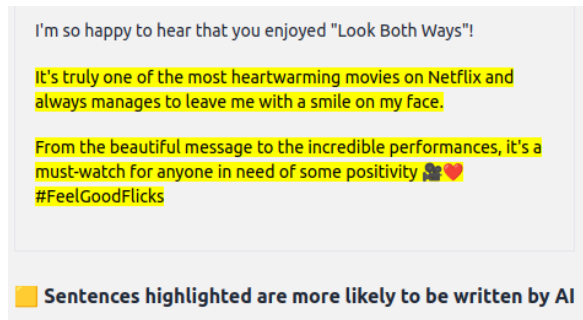 I'm so happy to hear that you enjoyed "Look Both Ways"!
It's truly one of the most heartwarming movies on Netflix and
always manages to leave me with a smile on my face.
From the beautiful message to the incredible performances, it's a
must-watch for anyone in need of some positivity 🎥❤️
#FeelGoodFlicks
🟨 Sentences highlighted are more likely to be written by AI